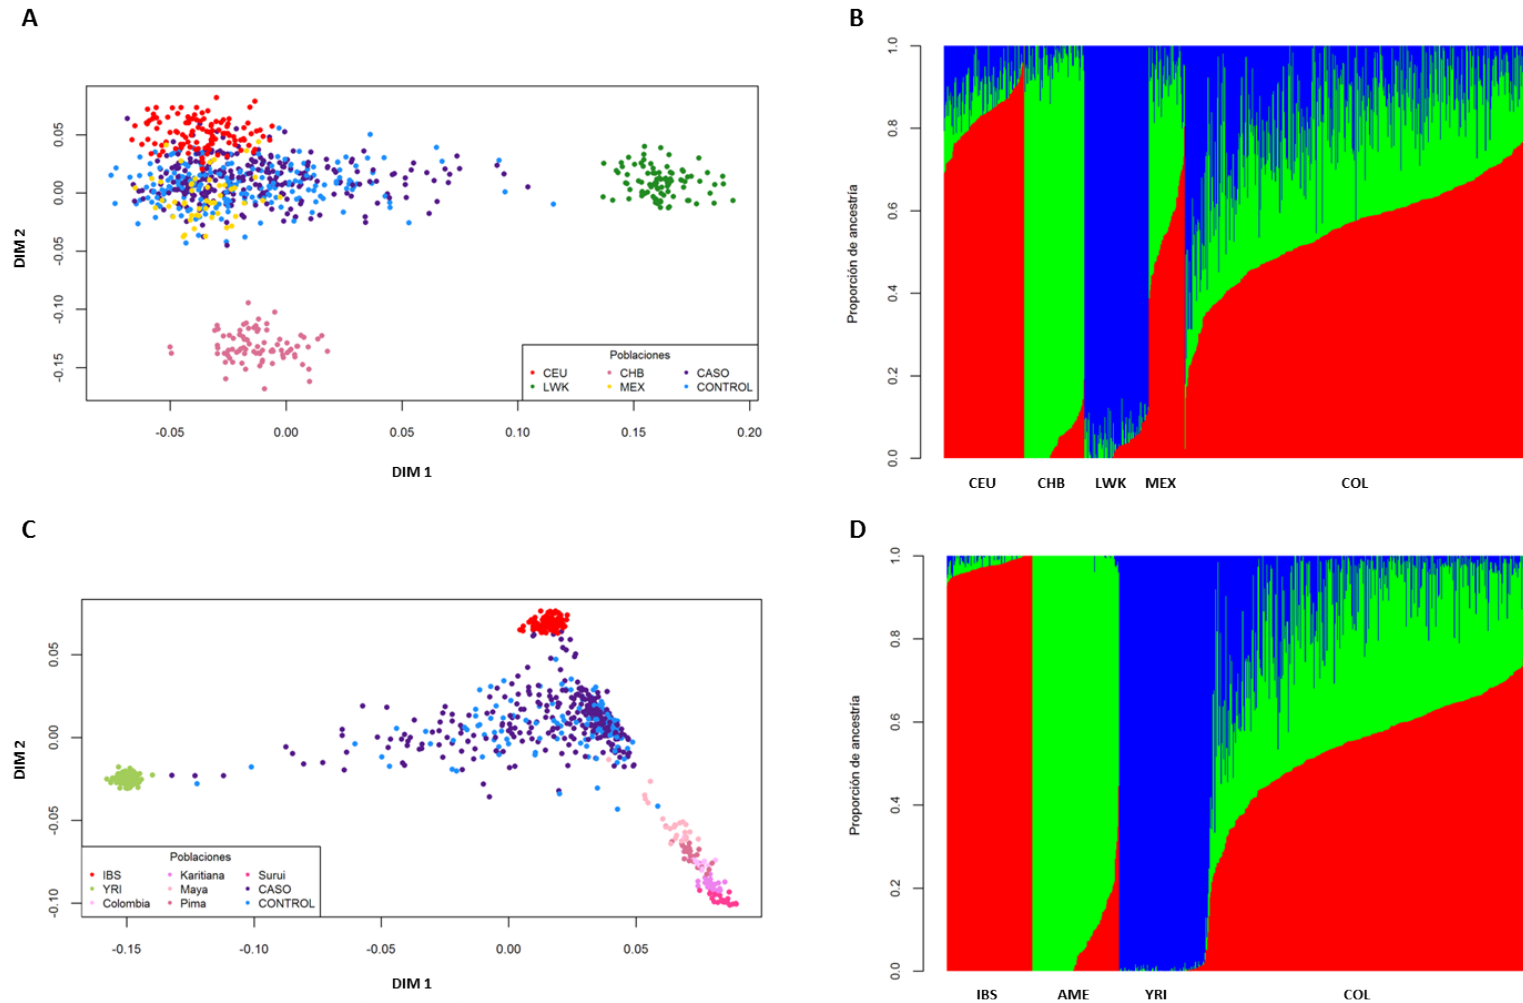 A
DIM 2
0.05
0.00
-0.05
-0.10
-0.15
Poblaciones
CEU CHB CASO
LWK MEX CONTROL
-0.05 0.00 0.05 0.10 0.15 0.20
DIM 1
B
Proporción de ancestría
1.0
0.8
0.6
0.4
0.2
0.0
CEU CHB LWK MEX COL
C
DIM 2
0.05
0.00
-0.05
-0.10
Poblaciones
IBS Karitiana Surui
YRI Maya CASO
Colombia Pima CONTROL
-0.15 -0.10 -0.05 0.00 0.05
DIM 1
D
Proporción de ancestría
1.0
0.8
0.6
0.4
0.2
0.0
IBS AME YRI COL